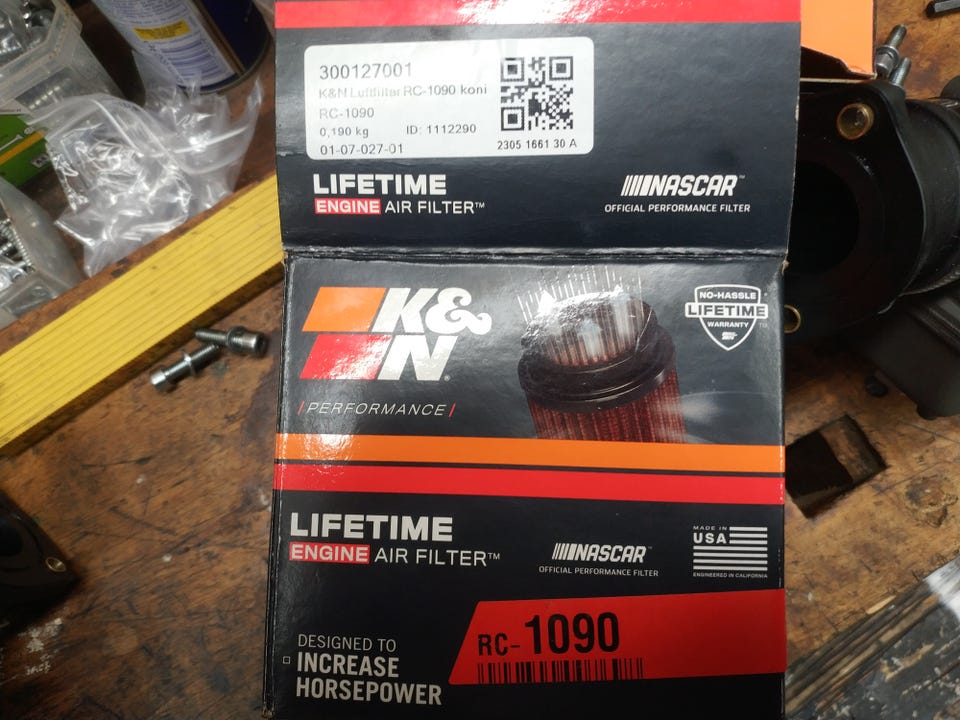 300127001
K&N Luftfilter RC-1090 koni
RC-1090
0,190 kg ID: 1112290
01-07-027-01
2305 1661 30 A
LIFETIME
ENGINE AIR FILTER™
NASCAR
OFFICIAL PERFORMANCE FILTER
K&N
PERFORMANCE
NO-HASSLE
LIFETIME
WARRANTY
K&N
LIFETIME
ENGINE AIR FILTER™
NASCAR
OFFICIAL PERFORMANCE FILTER
MADE IN
USA
ENGINEERED IN CALIFORNIA
RC-1090
DESIGNED TO
INCREASE
HORSEPOWER